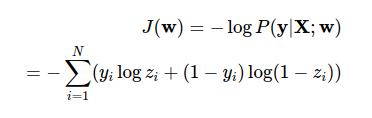 J(w) = − log P(y|X; w)
= − ∑_{i=1}^{N} (y_i log z_i + (1 − y_i) log(1 − z_i))